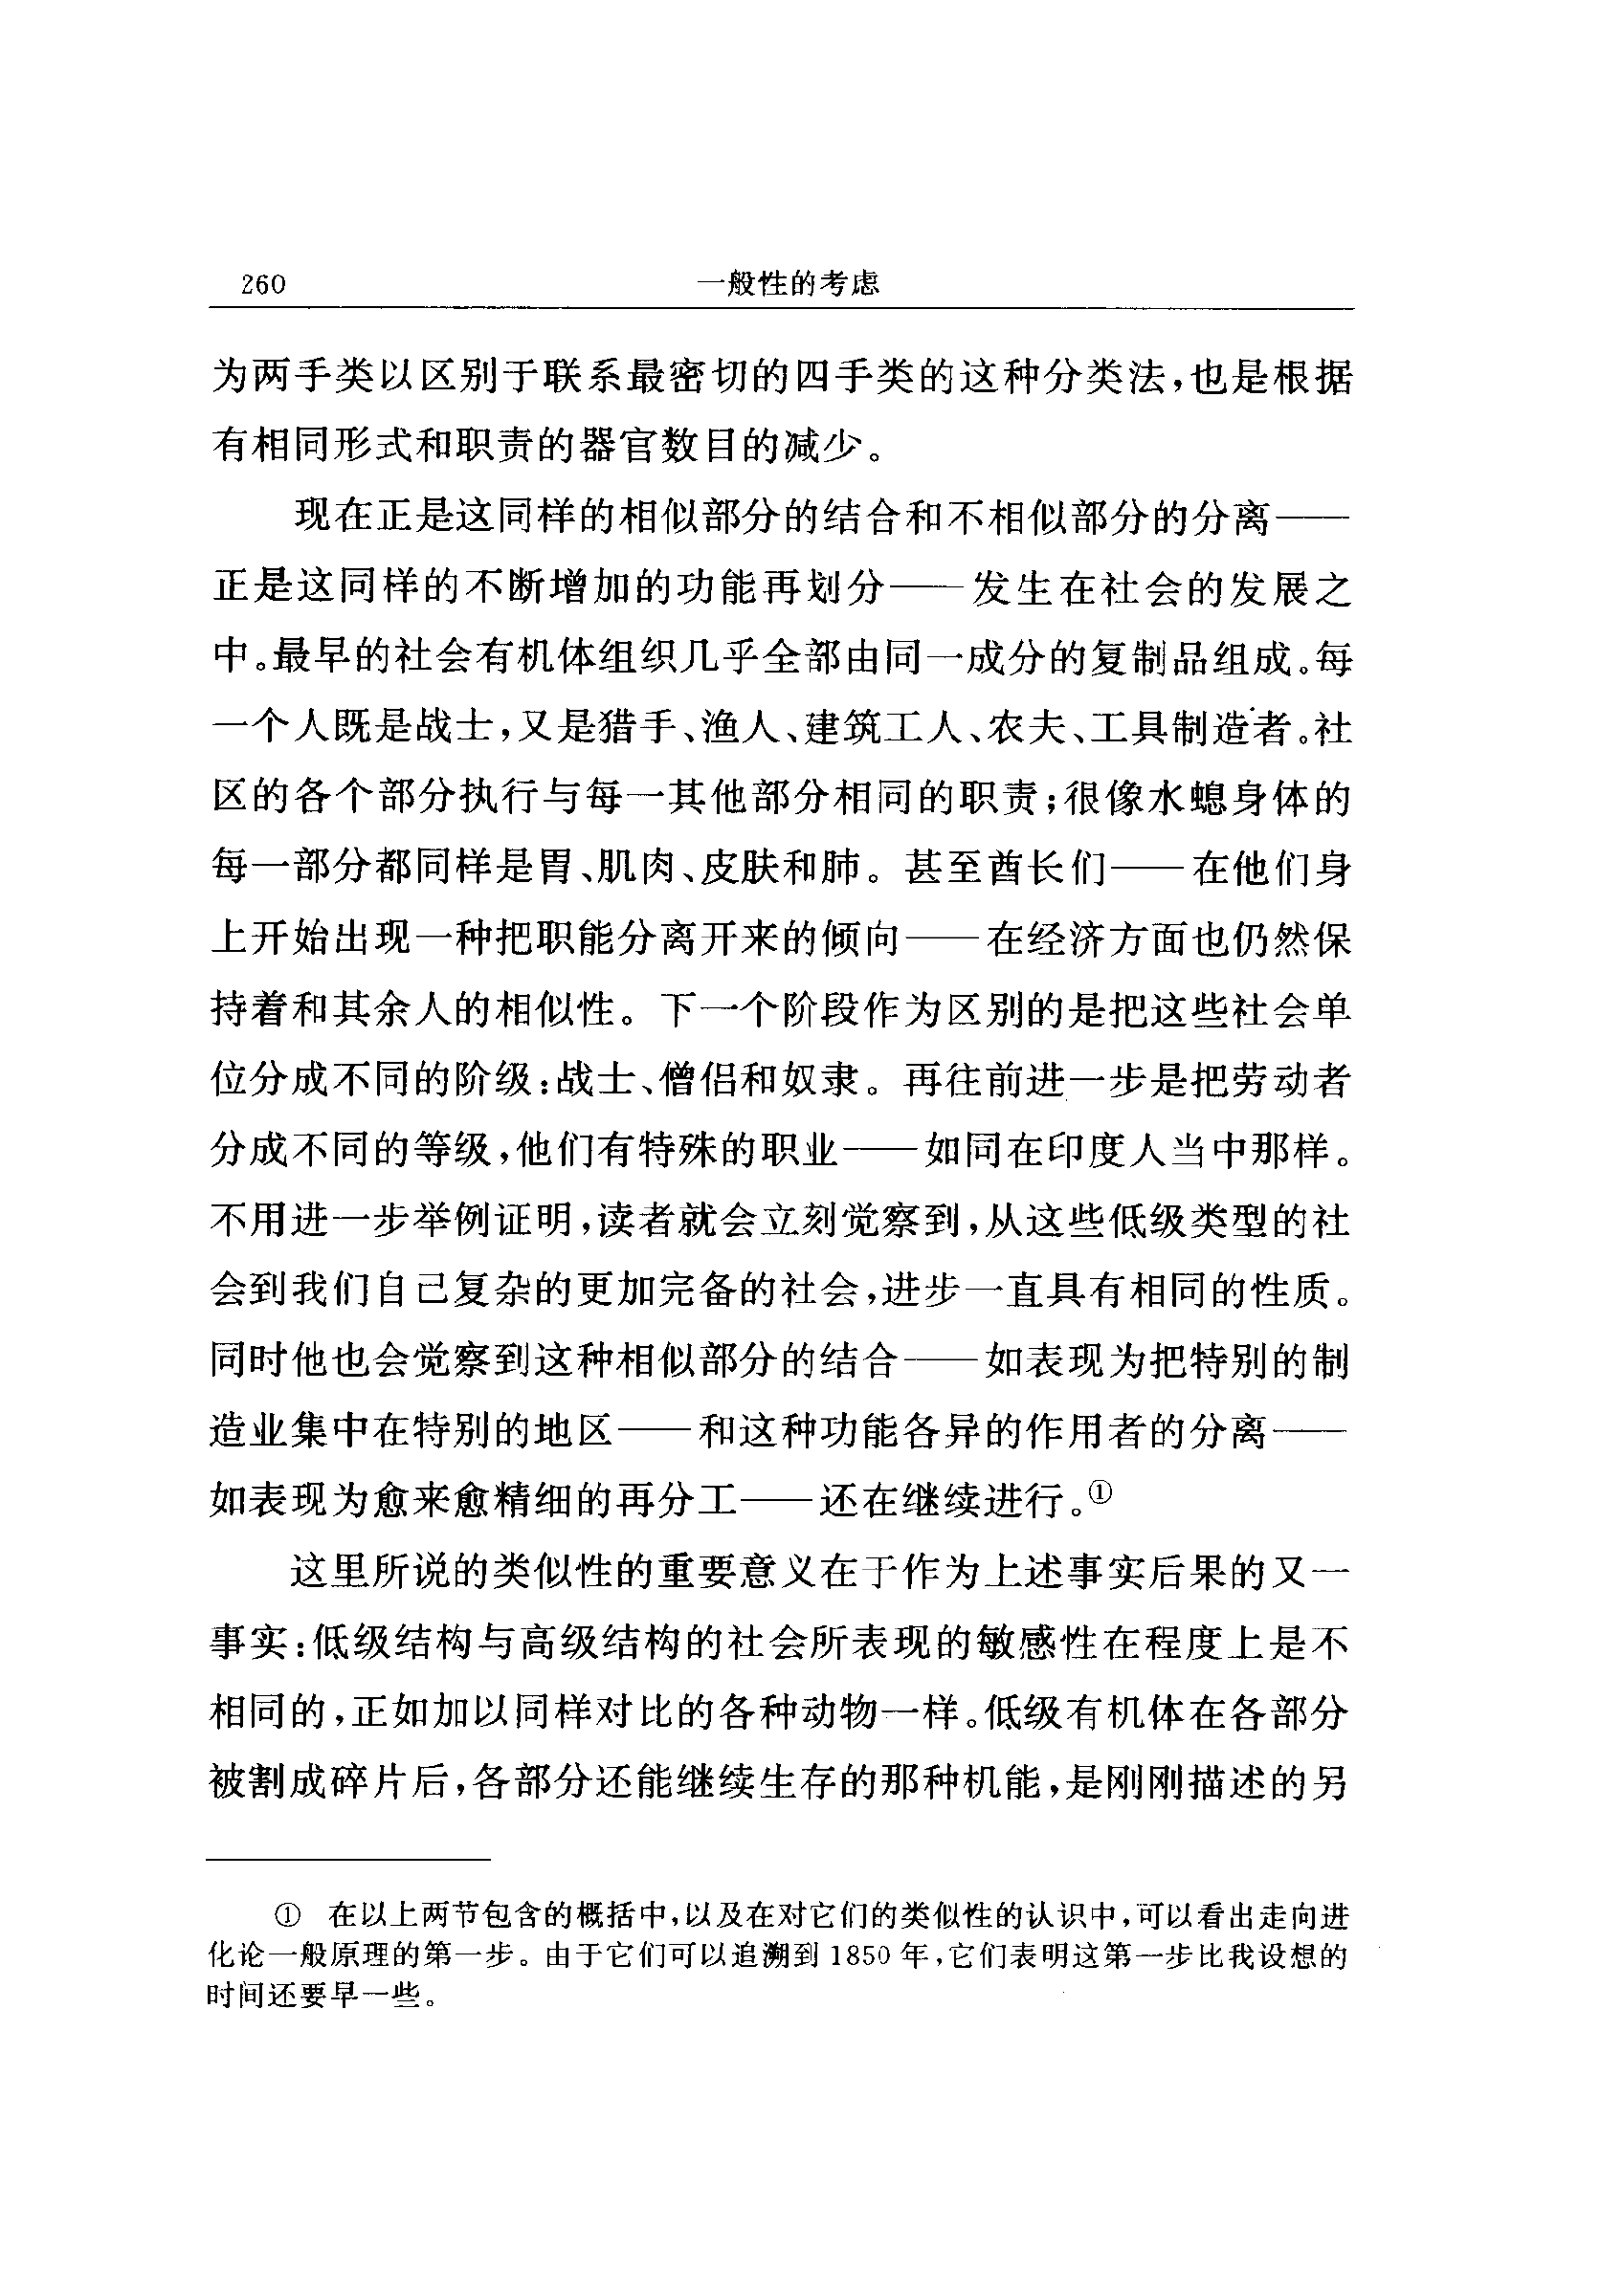 260 一般性的考虑
为两手类以区别于联系最密切的四手类的这种分类法，也是根据
有相同形式和职责的器官数目的减少。
现在正是这同样的相似部分的结合和不相似部分的分离——
正是这同样的不断增加的功能再划分——发生在社会的发展之
中。最早的社会有机体组织几乎全部由同一成分的复制品组成。每
一个人既是战士，又是猎手、渔人、建筑工人、农夫、工具制造者。社
区的各个部分执行与每一其他部分相同的职责；很像水螅身体的
每一部分都同样是胃、肌肉、皮肤和肺。甚至酋长们——在他们身
上开始出现一种把职能分离开来的倾向——在经济方面也仍然保
持着和其余人的相似性。下一个阶段作为区别的是把这些社会单
位分成不同的阶级：战士、僧侣和奴隶。再往前进一步是把劳动者
分成不同的等级，他们有特殊的职业——如同在印度人当中那样。
不用进一步举例证明，读者就会立刻觉察到，从这些低级类型的社
会到我们自己复杂的更加完备的社会，进步一直具有相同的性质。
同时他也会觉察到这种相似部分的结合——如表现为把特别的制
造业集中在特别的地区——和这种功能各异的作用者的分离——
如表现为愈来愈精细的再分工——还在继续进行。①
这里所说的类似性的重要意义在于作为上述事实后果的又一
事实：低级结构与高级结构的社会所表现的敏感性在程度上是不
相同的，正如加以同样对比的各种动物一样。低级有机体在各部分
被割成碎片后，各部分还能继续生存的那种机能，是刚刚描述的另
① 在以上两节包含的概括中，以及在对它们的类似性的认识中，可以看出走向进
化论一般原理的第一步。由于它们可以追溯到1850年，它们表明这第一步比我设想的
时间还要早一些。